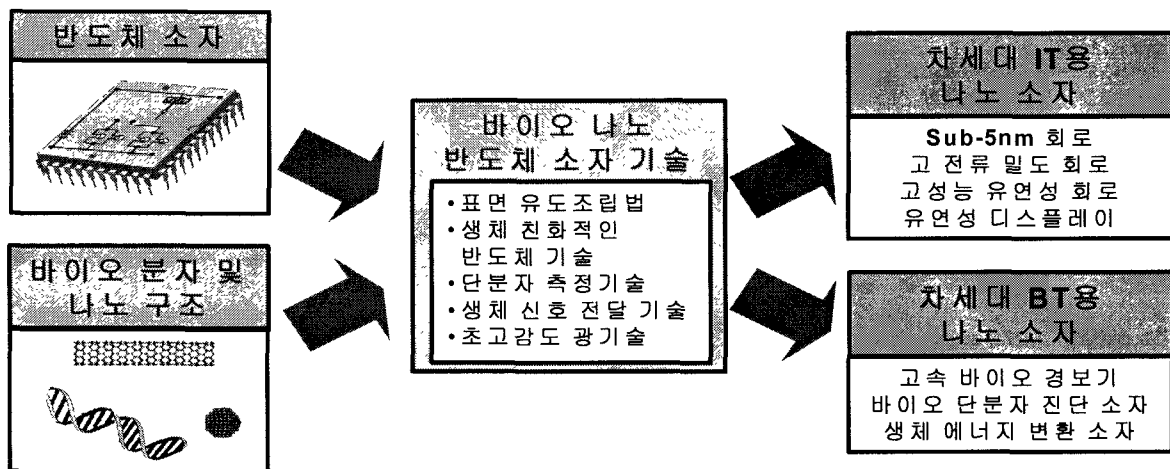 반도체 소자
바이오 분자 및
나노 구조
바이오 나노
반도체 소자 기술
•표면 유도조립법
•생체 친화적인
반도체 기술
•단분자 측정기술
•생체 신호 전달 기술
•초고감도 광기술
차세대 IT용
나노 소자
Sub-5nm 회로
고 전류 밀도 회로
고성능 유연성 회로
유연성 디스플레이
차세대 BT용
나노 소자
고속 바이오 경보기
바이오 단분자 진단 소자
생체 에너지 변환 소자